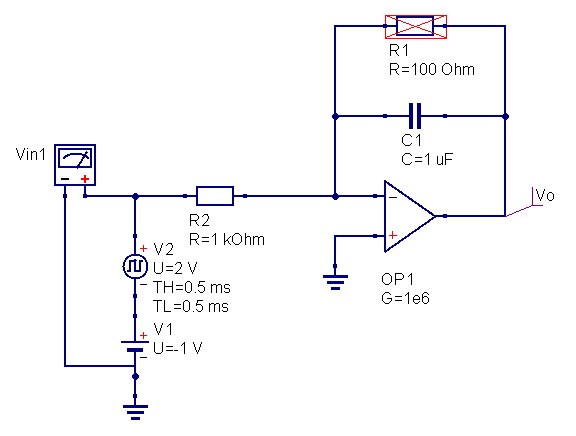 R1
R=100 Ohm
C1
C=1 uF
Vin1
− +
R2
R=1 kOhm
−
+
Vo
OP1
G=1e6
+
−
V2
U=2 V
TH=0.5 ms
TL=0.5 ms
+
−
V1
U=-1 V